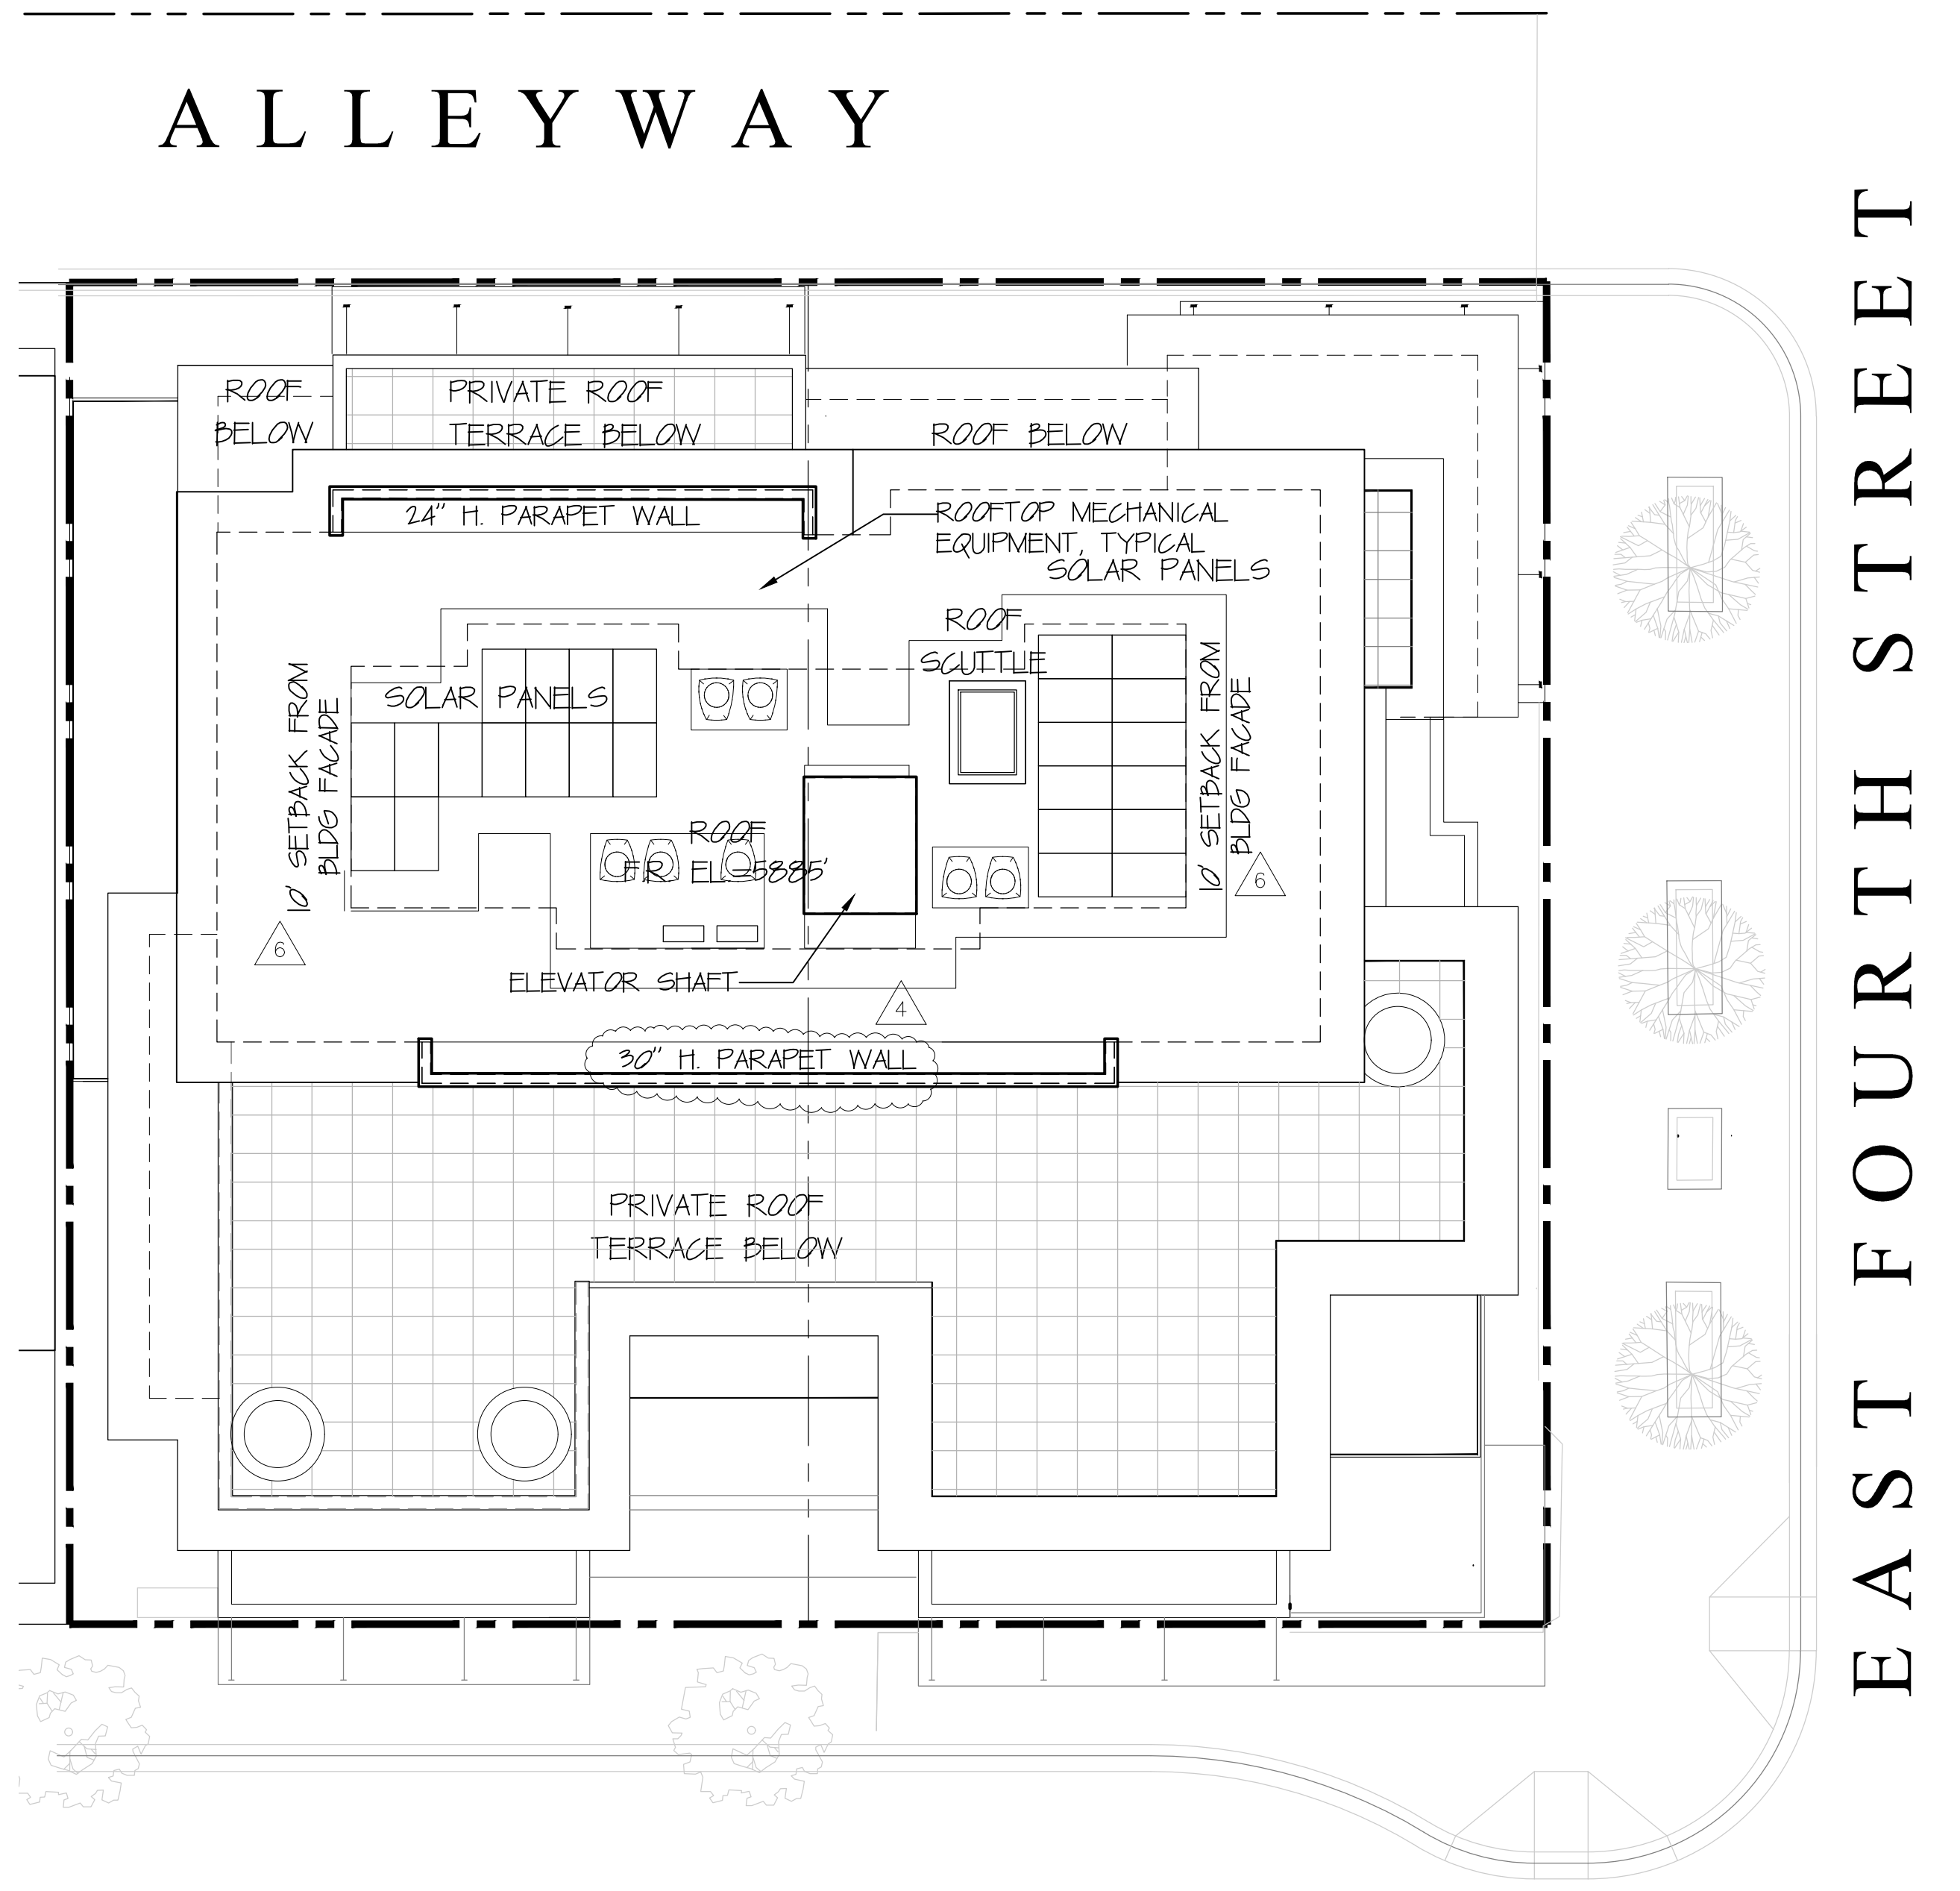 ALLEYWAY
EAST FOURTH STREET
ROOF
BELOW
PRIVATE ROOF
TERRACE BELOW
ROOF BELOW
24" H. PARAPET WALL
ROOFTOP MECHANICAL
EQUIPMENT, TYPICAL
SOLAR PANELS
ROOF
SCUTTLE
SOLAR PANELS
10' SETBACK FROM
BLDG FACADE
10' SETBACK FROM
BLDG FACADE
ROOF
FR EL=5885'
6
6
ELEVATOR SHAFT
4
30" H. PARAPET WALL
PRIVATE ROOF
TERRACE BELOW